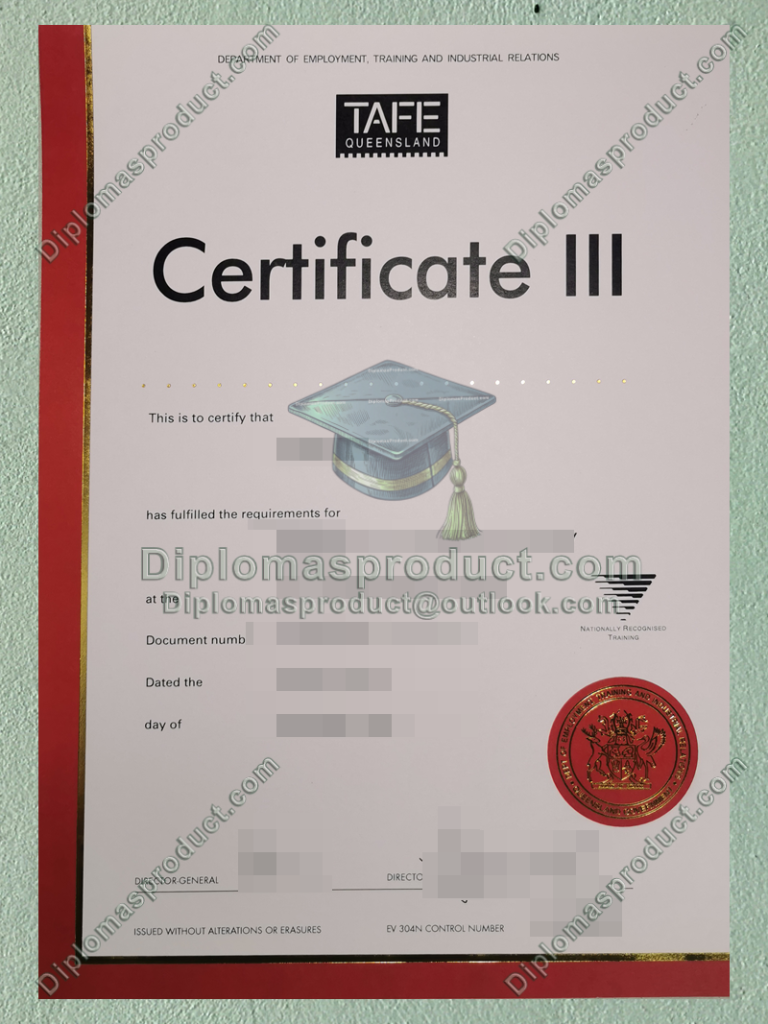 DEPARTMENT OF EMPLOYMENT, TRAINING AND INDUSTRIAL RELATIONS
Diplomasproduct.com
Diplomasproduct.com
TAFE
QUEENSLAND
Certificate III
DiplomasProduct.com
This is to certify that
has fulfilled the requirements for
Diplomasproduct.com
at the
Diplomasproduct@outlook.com
NATIONALLY RECOGNISED
TRAINING
Document numb
Dated the
day of
Diplomasproduct.com
Diplomasproduct.com
DIRECTOR-GENERAL
DIRECTO
ISSUED WITHOUT ALTERATIONS OR ERASURES
EV 304N CONTROL NUMBER